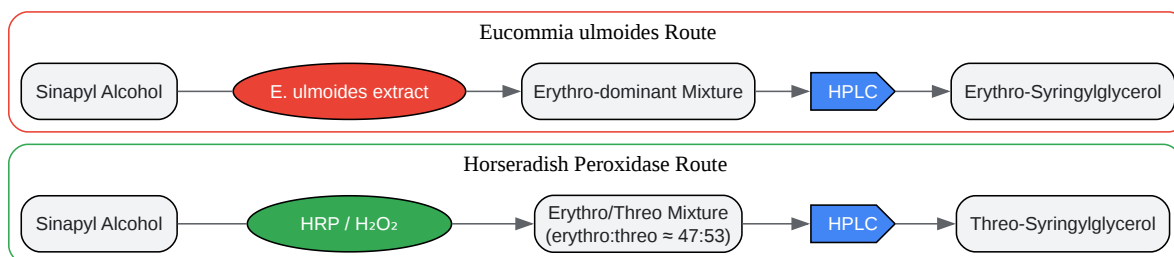 Eucommia ulmoides Route
Sinapyl Alcohol
E. ulmoides extract
Erythro-dominant Mixture
HPLC
Erythro-Syringylglycerol
Horseradish Peroxidase Route
Sinapyl Alcohol
HRP / H₂O₂
Erythro/Threo Mixture
(erythro:threo ≈ 47:53)
HPLC
Threo-Syringylglycerol